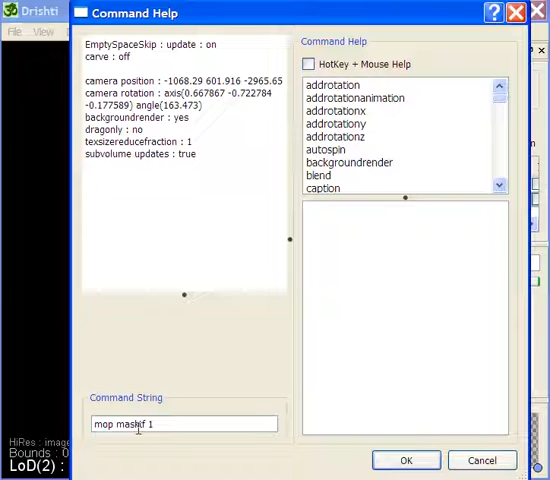 Drishti
Command Help
File View
EmptySpaceSkip : update : on
carve : off
camera position : -1068.29 601.916 -2965.65
camera rotation : axis(0.667867 -0.722784
-0.177589) angle(163.473)
backgroundrender : yes
dragonly : no
texsizereducefraction : 1
subvolume updates : true
Command Help
HotKey + Mouse Help
addrotation
addrotationanimation
addrotationx
addrotationy
addrotationz
autospin
backgroundrender
blend
caption
Command String
mop maskif 1
HiRes : image
Bounds : 0
LoD(2) :
OK
Cancel